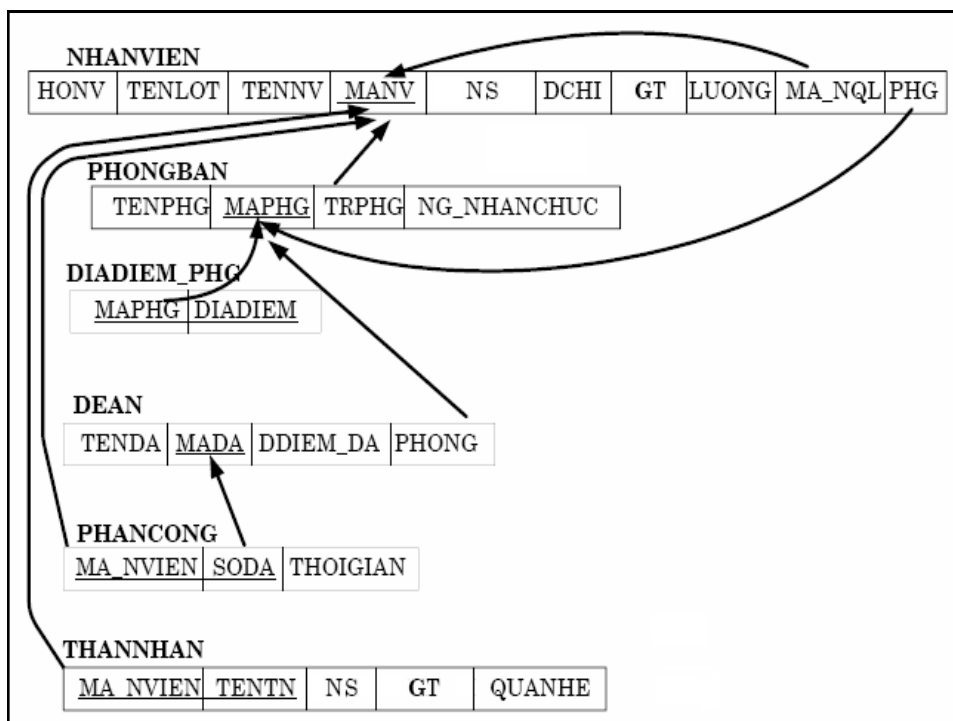 NHANVIEN
HONV TENLOT TENNV MANV NS DCHI GT LUONG MA_NQL PHG
PHONGBAN
TENPHG MAPHG TRPHG NG_NHANCHUC
DIADIEM_PHG
MAPHG DIADIEM
DEAN
TENDA MADA DDIEM_DA PHONG
PHANCONG
MA_NVIEN SODA THOIGIAN
THANNHAN
MA_NVIEN TENTN NS GT QUANHE